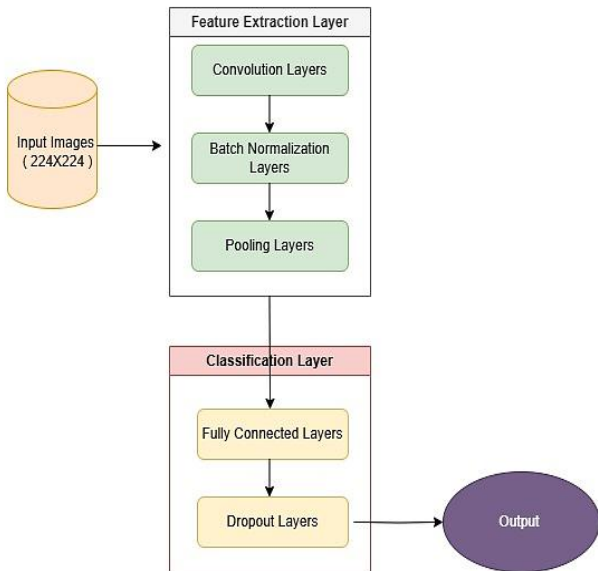 Feature Extraction Layer
Convolution Layers
Input Images
( 224X224 )
Batch Normalization
Layers
Pooling Layers
Classification Layer
Fully Connected Layers
Dropout Layers
Output